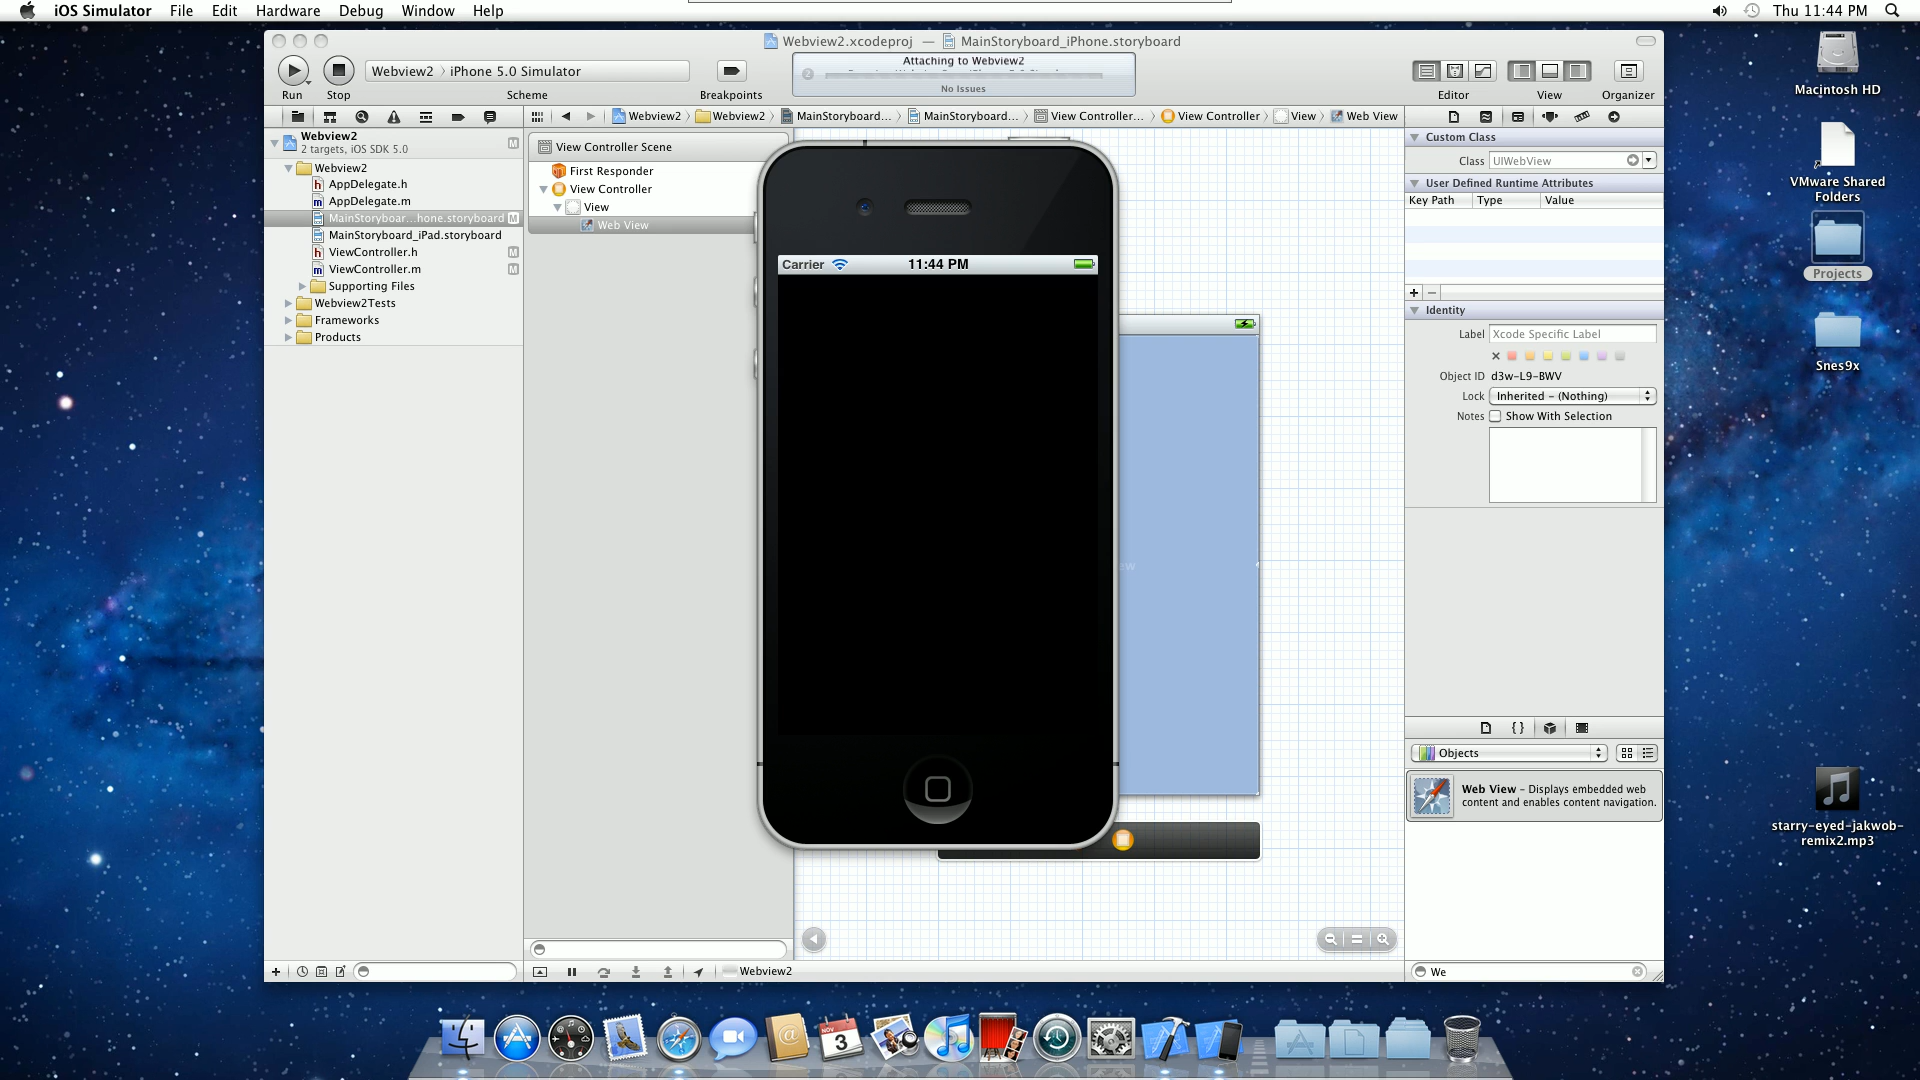 iOS Simulator File Edit Hardware Debug Window Help
Thu 11:44 PM
Webview2.xcodeproj — MainStoryboard_iPhone.storyboard
Webview2 〉 iPhone 5.0 Simulator
Attaching to Webview2
2
No Issues
Run Stop Scheme Breakpoints Editor View Organizer
Webview2 Webview2 MainStoryboard... MainStoryboard... View Controller... View Controller View Web View
Webview2
2 targets, iOS SDK 5.0
M
Webview2
AppDelegate.h
AppDelegate.m
MainStoryboar...hone.storyboard M
MainStoryboard_iPad.storyboard
ViewController.h M
ViewController.m M
Supporting Files
Webview2Tests
Frameworks
Products
View Controller Scene
First Responder
View Controller
View
Web View
Carrier 11:44 PM
Custom Class
Class UIWebView
User Defined Runtime Attributes
Key Path Type Value
Identity
Label Xcode Specific Label
Object ID d3w-L9-BWV
Lock Inherited - (Nothing)
Notes Show With Selection
{ }
Objects
Web View - Displays embedded web
content and enables content navigation.
We
Webview2
Macintosh HD
VMware Shared
Folders
Projects
Snes9x
starry-eyed-jakwob-
remix2.mp3
NOV
3